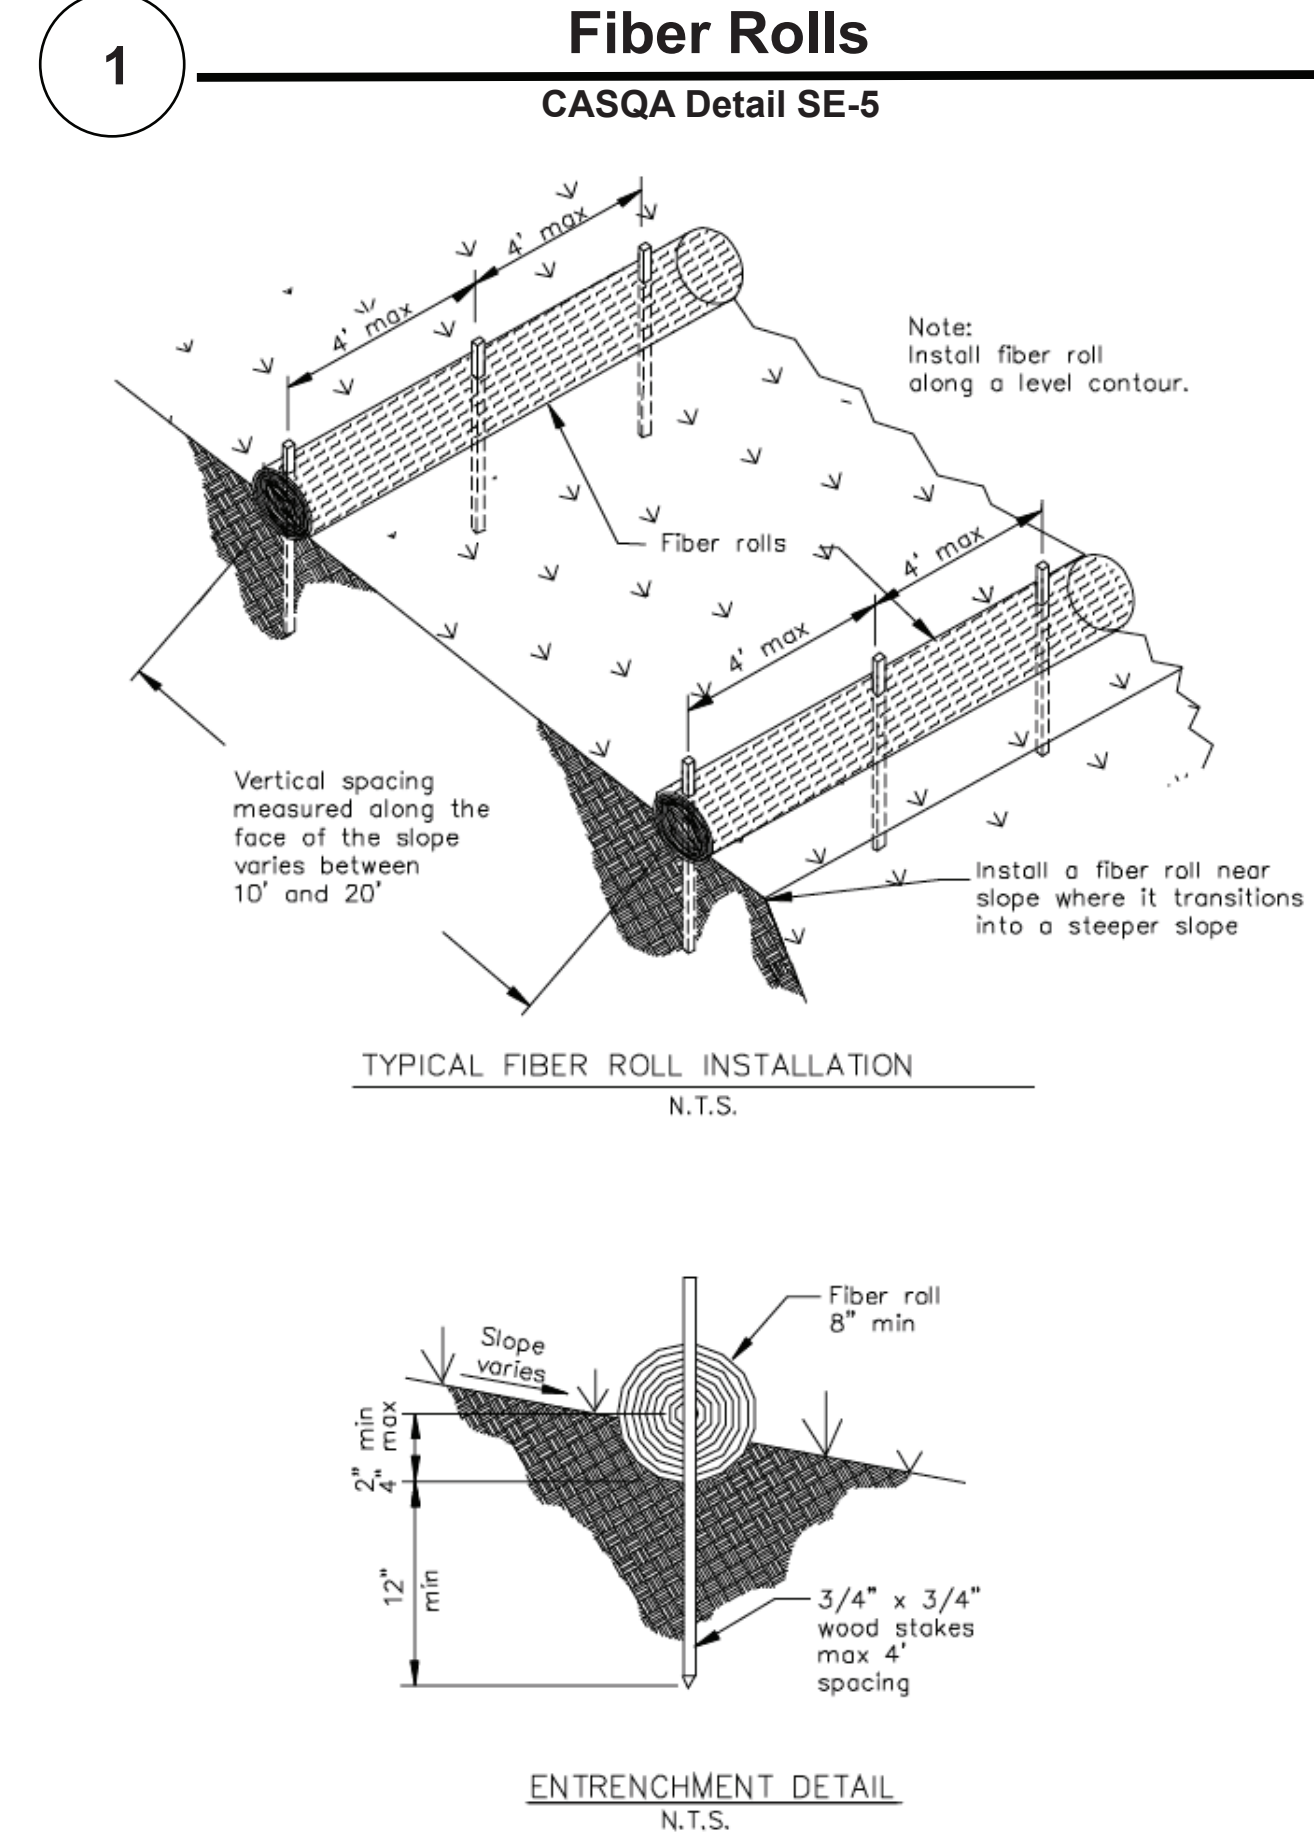 1
Fiber Rolls
CASQA Detail SE-5
4' max
4' max
Note:
Install fiber roll
along a level contour.
Fiber rolls
4' max
4' max
Vertical spacing
measured along the
face of the slope
varies between
10' and 20'
Install a fiber roll near
slope where it transitions
into a steeper slope
TYPICAL FIBER ROLL INSTALLATION
N.T.S.
Fiber roll
8" min
Slope
varies
2" min
4" max
12"
min
3/4" x 3/4"
wood stakes
max 4'
spacing
ENTRENCHMENT DETAIL
N.T.S.